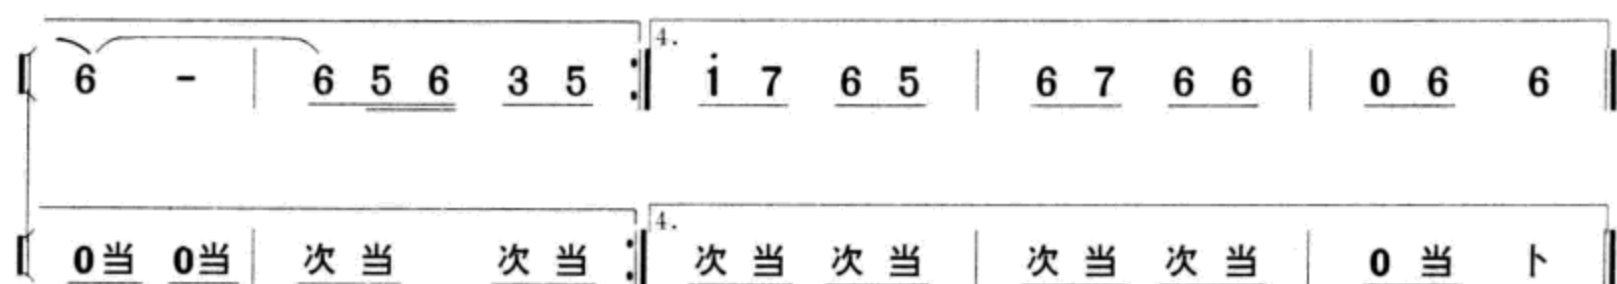 4.
6 - | 6 5 6 3 5 :| i 7 6 5 | 6 7 6 6 | 0 6 6 |
4.
0当 0当 | 次当 次当 :| 次当 次当 | 次当 次当 | 0当 卜 |